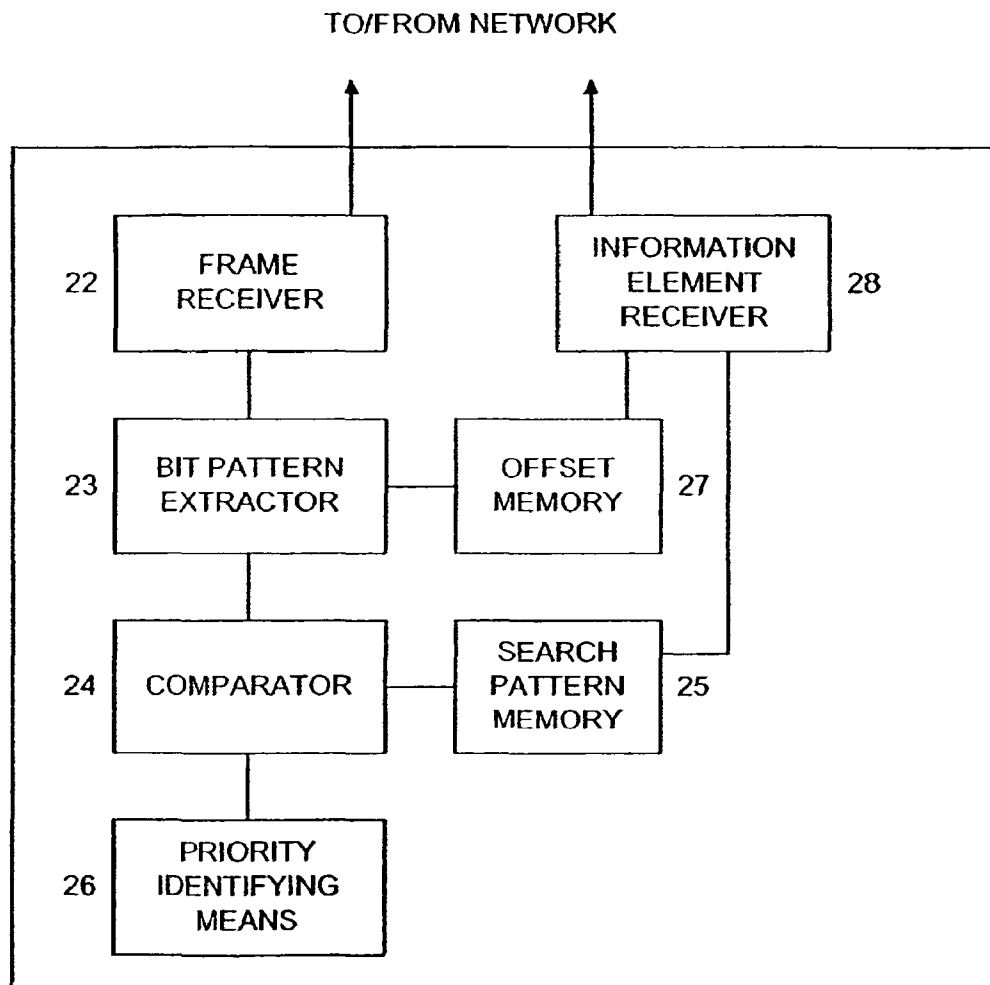 TO/FROM NETWORK
22
FRAME
RECEIVER
INFORMATION
ELEMENT
RECEIVER
28
23
BIT PATTERN
EXTRACTOR
OFFSET
MEMORY
27
24
COMPARATOR
SEARCH
PATTERN
MEMORY
25
26
PRIORITY
IDENTIFYING
MEANS